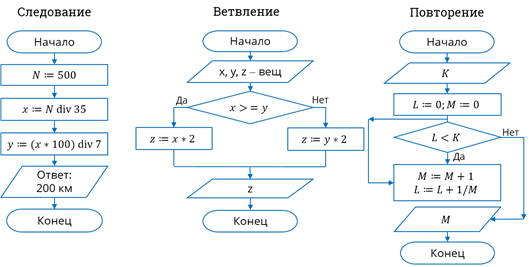 Следование
Начало
N ≔ 500
x ≔ N div 35
y ≔ (x * 100) div 7
Ответ:
200 км
Конец
Ветвление
Начало
x, y, z – вещ
Да
Нет
x >= y
z ≔ x * 2
z ≔ y * 2
z
Конец
Повторение
Начало
K
L ≔ 0; M ≔ 0
L < K
Нет
Да
M ≔ M + 1
L ≔ L + 1/M
M
Конец